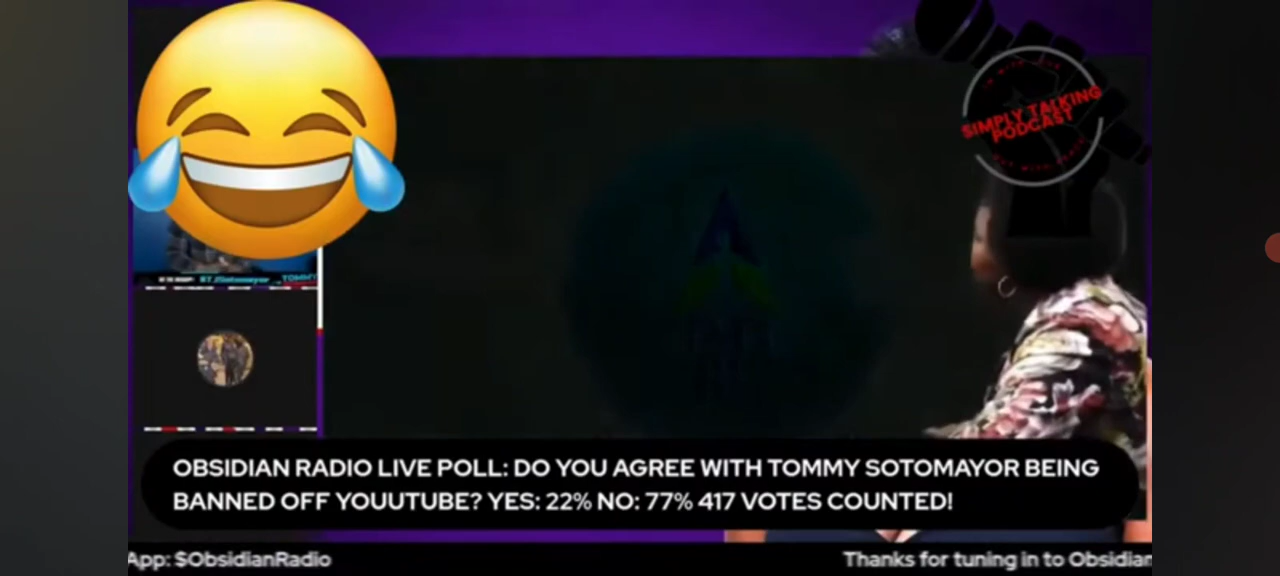 SIMPLY TALKING
PODCAST
TOMMY
OBSIDIAN RADIO LIVE POLL: DO YOU AGREE WITH TOMMY SOTOMAYOR BEING
BANNED OFF YOUUTUBE? YES: 22% NO: 77% 417 VOTES COUNTED!
App: $ObsidianRadio
Thanks for tuning in to Obsidian